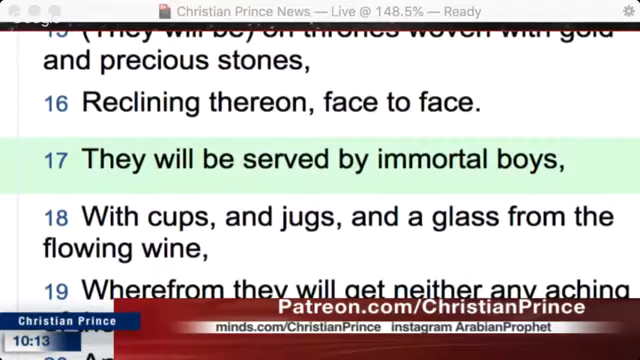 Christian Prince News — Live @ 148.5% — Ready
15 (They will be) on thrones woven with gold
and precious stones,
16 Reclining thereon, face to face.
17 They will be served by immortal boys,
18 With cups, and jugs, and a glass from the
flowing wine,
19 Wherefrom they will get neither any aching
Patreon.com/ChristianPrince
Christian Prince
minds.com/ChristianPrince instagram ArabianProphet
10:13